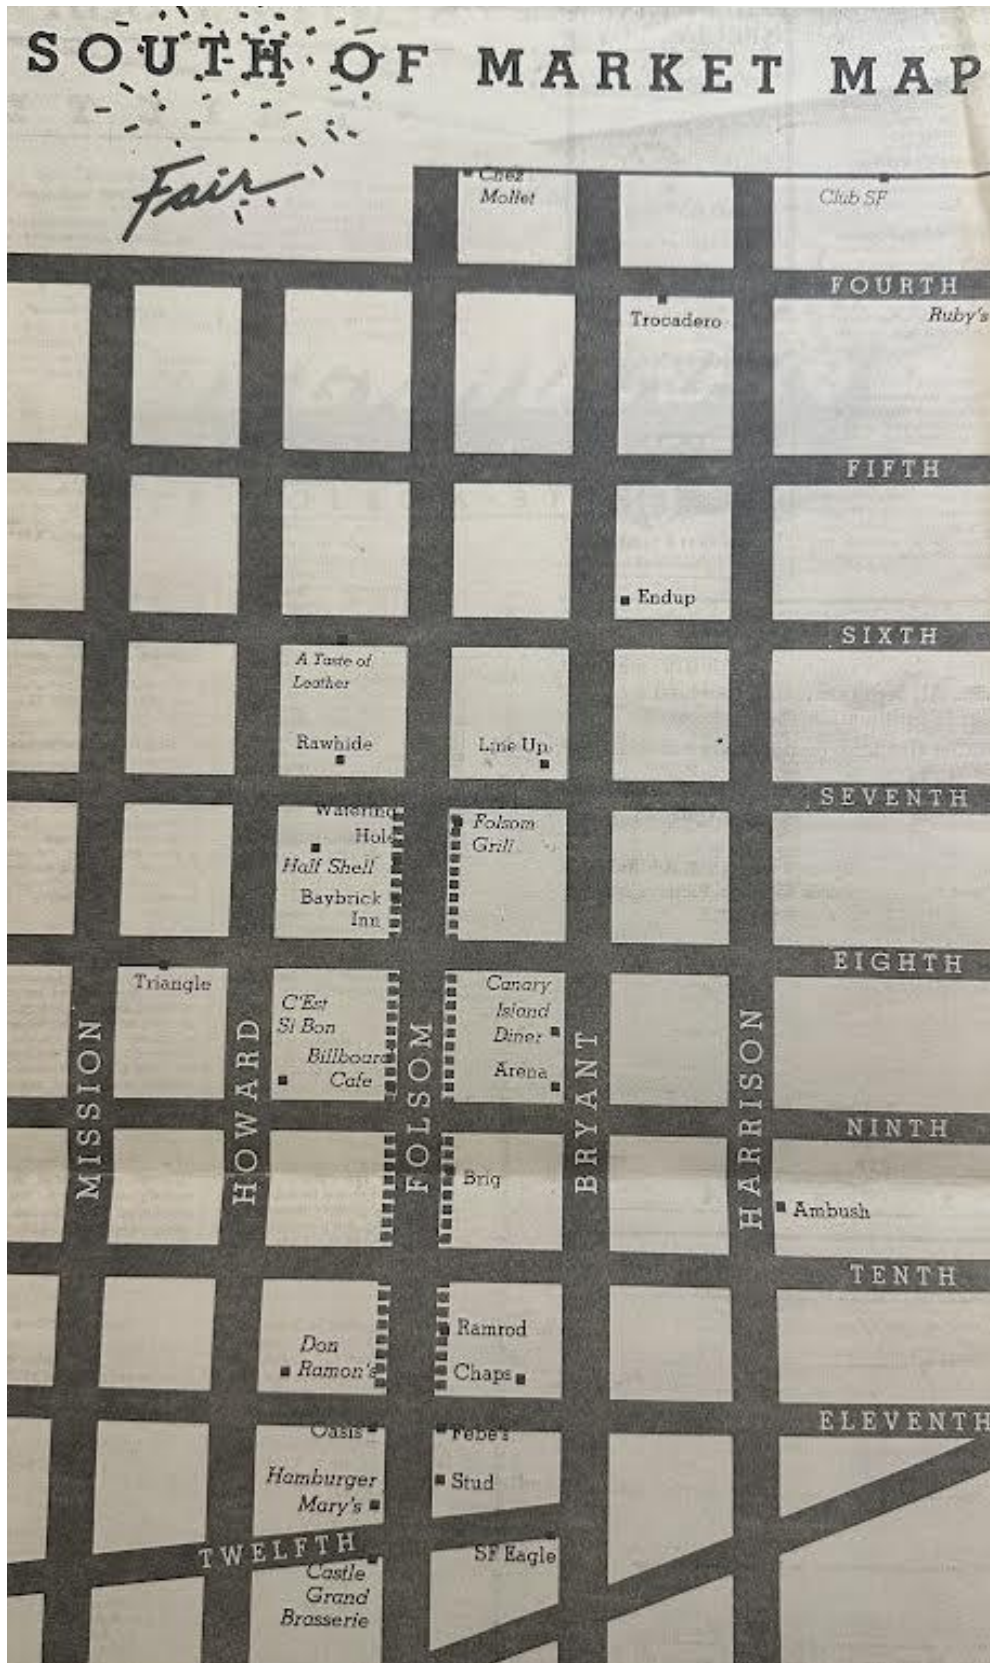 SOUTH OF MARKET MAP
Fair
Chez
Mollet
Club SF
FOURTH
Trocadero
Ruby's
FIFTH
Endup
SIXTH
A Taste of
Leather
Rawhide
Line Up
SEVENTH
Watering
Hole
Half Shell
Baybrick
Inn
Folsom
Grill
EIGHTH
Triangle
C'Est
Si Bon
Billboard
Cafe
Canary
Island
Diner
Arena
MISSION
HOWARD
FOLSOM
BRYANT
HARRISON
NINTH
Brig
Ambush
TENTH
Don
Ramon's
Ramrod
Chaps
ELEVENTH
Oasis
Febe's
Hamburger
Mary's
Stud
TWELFTH
SF Eagle
Castle
Grand
Brasserie